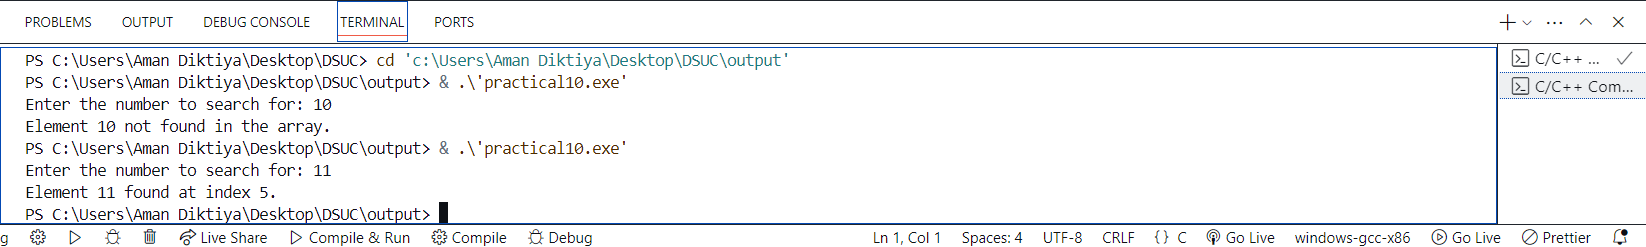 PROBLEMS OUTPUT DEBUG CONSOLE TERMINAL PORTS
PS C:\Users\Aman Diktiya\Desktop\DSUC> cd 'c:\Users\Aman Diktiya\Desktop\DSUC\output'
PS C:\Users\Aman Diktiya\Desktop\DSUC\output> & .\'practical10.exe'
Enter the number to search for: 10
Element 10 not found in the array.
PS C:\Users\Aman Diktiya\Desktop\DSUC\output> & .\'practical10.exe'
Enter the number to search for: 11
Element 11 found at index 5.
PS C:\Users\Aman Diktiya\Desktop\DSUC\output>
C/C++ ...
C/C++ Com...
g Live Share Compile & Run Compile Debug Ln 1, Col 1 Spaces: 4 UTF-8 CRLF {} C Go Live windows-gcc-x86 Go Live Prettier